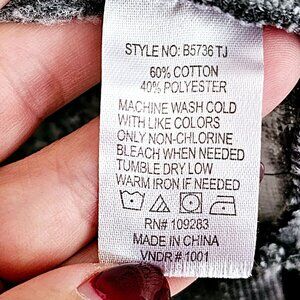 STYLE NO: B5736 TJ
60% COTTON
40% POLYESTER
MACHINE WASH COLD
WITH LIKE COLORS
ONLY NON-CHLORINE
BLEACH WHEN NEEDED
TUMBLE DRY LOW
WARM IRON IF NEEDED
RN# 109283
MADE IN CHINA
VNDR # 1001